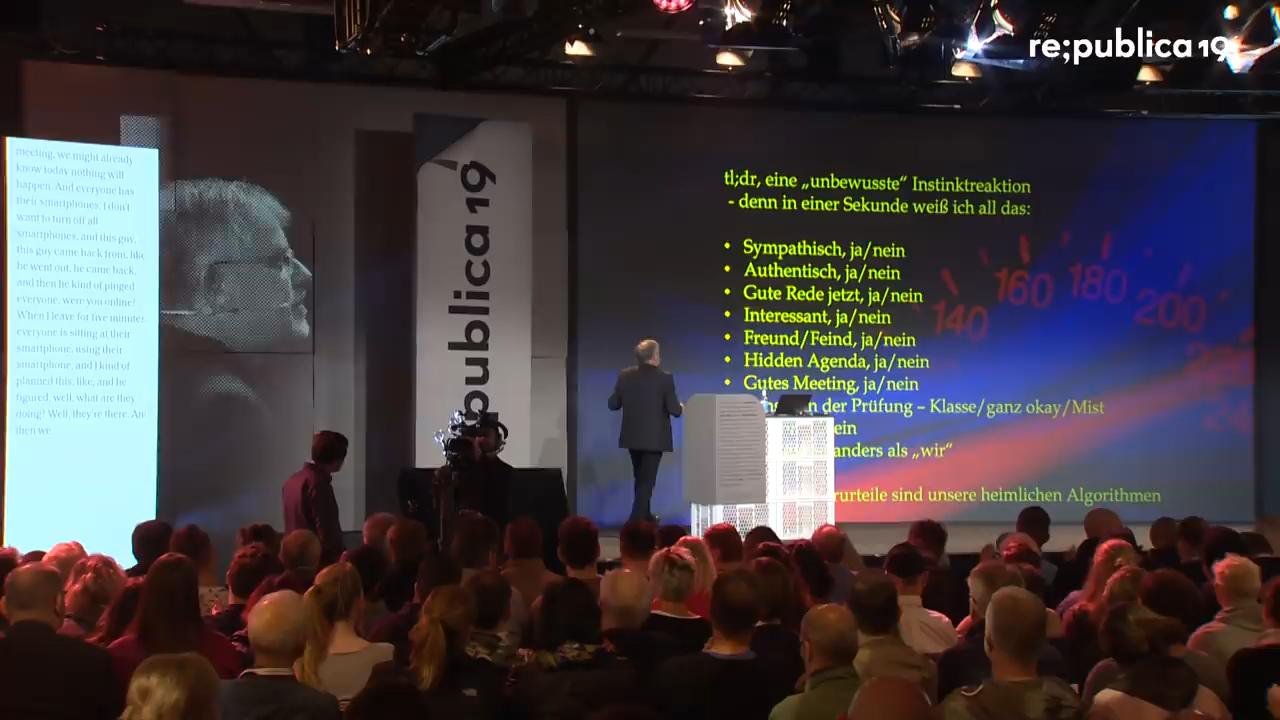 re;publica 19
meeting, we might already
know today nothing will
happen. And everyone has
their smartphones. I don't
want to turn off all
smartphones, and this guy,
this guy came back from, like,
he went out, he came back,
and then he kind of pinged
everyone, were you online?
When I leave for five minutes,
everyone is sitting at their
smartphone, using their
smartphone, and I kind of
planned this, like, and he
figured, well, what are they
doing? Well, they're there. And
then we
publica 19
tl;dr, eine „unbewusste“ Instinktreaktion
- denn in einer Sekunde weiß ich all das:
• Sympathisch, ja/nein
• Authentisch, ja/nein
• Gute Rede jetzt, ja/nein
• Interessant, ja/nein
• Freund/Feind, ja/nein
• Hidden Agenda, ja/nein
• Gutes Meeting, ja/nein
der Prüfung – Klasse/ganz okay/Mist
ein
anders als „wir“
rurteile sind unsere heimlichen Algorithmen
140 160 180 200